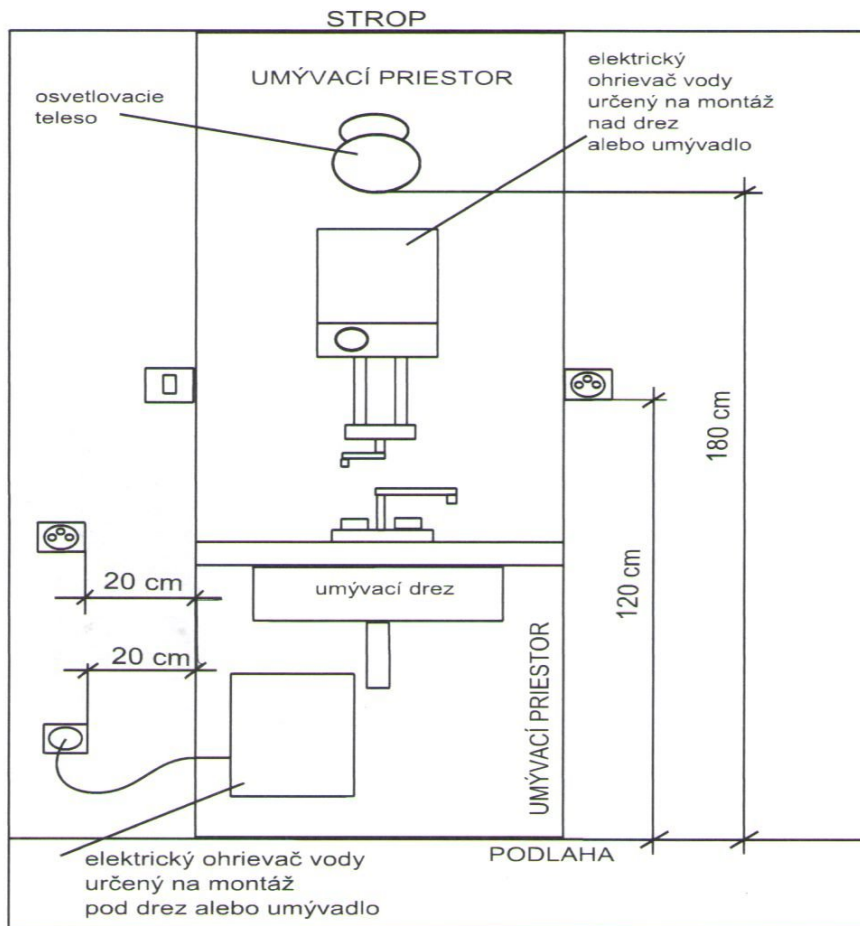 STROP
UMÝVACÍ PRIESTOR
osvetlovacie
teleso
elektrický
ohrievač vody
určený na montáž
nad drez
alebo umývadlo
180 cm
120 cm
20 cm
umývací drez
20 cm
UMÝVACÍ PRIESTOR
PODLAHA
elektrický ohrievač vody
určený na montáž
pod drez alebo umývadlo